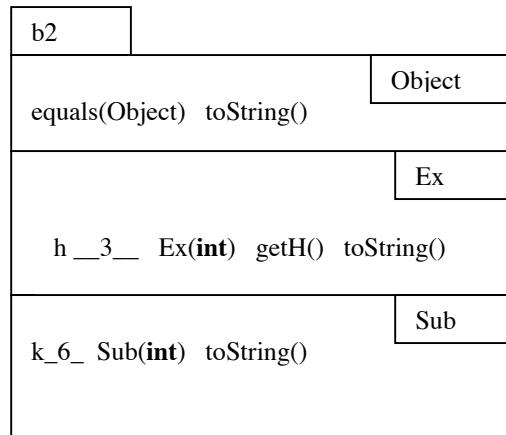 b2
Object
equals(Object) toString()
Ex
h __3__ Ex(int) getH() toString()
Sub
k_6_ Sub(int) toString()